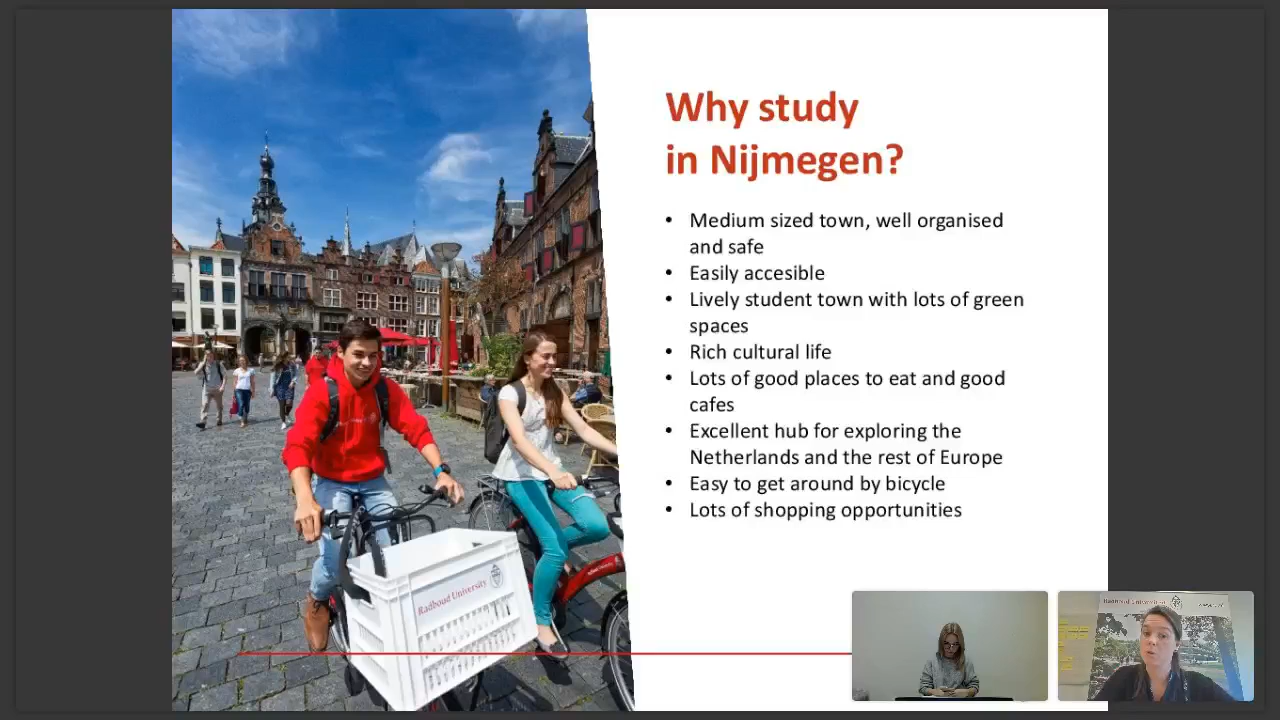 Why study
in Nijmegen?
• Medium sized town, well organised
and safe
• Easily accesible
• Lively student town with lots of green
spaces
• Rich cultural life
• Lots of good places to eat and good
cafes
• Excellent hub for exploring the
Netherlands and the rest of Europe
• Easy to get around by bicycle
• Lots of shopping opportunities
Radboud University
Radboud Universiteit